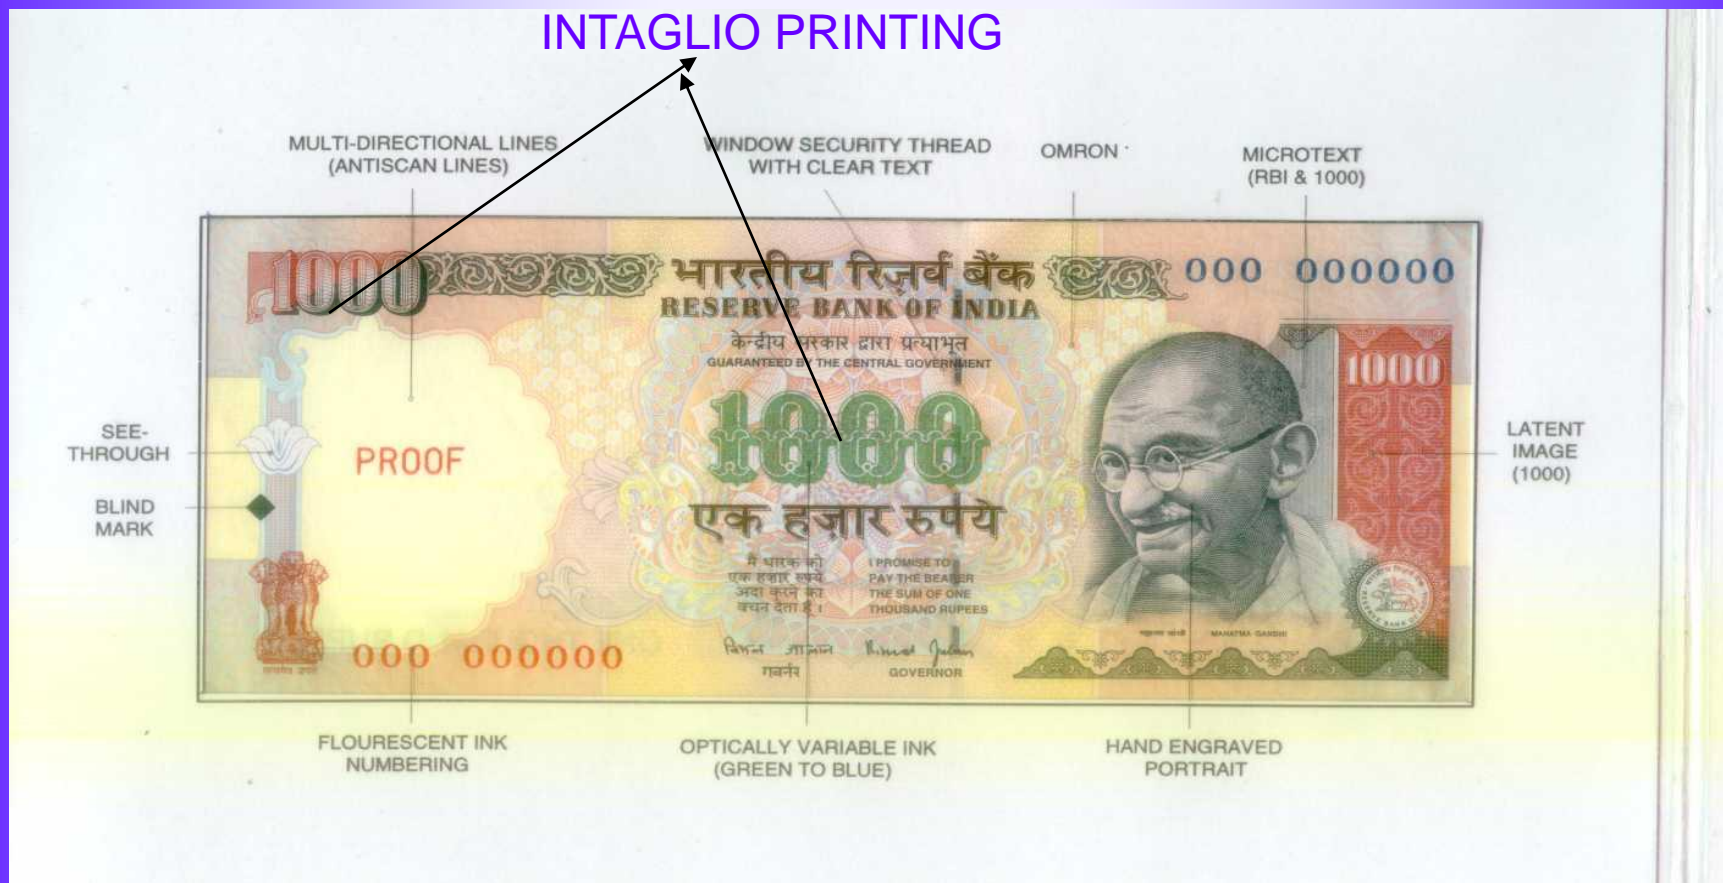 INTAGLIO PRINTING
MULTI-DIRECTIONAL LINES
(ANTISCAN LINES)
WINDOW SECURITY THREAD
WITH CLEAR TEXT
OMRON
MICROTEXT
(RBI & 1000)
1000
भारतीय रिज़र्व बैंक
RESERVE BANK OF INDIA
000 000000
केन्द्रीय सरकार द्वारा प्रत्याभूत
GUARANTEED BY THE CENTRAL GOVERNMENT
1000
1000
SEE-
THROUGH
PROOF
LATENT
IMAGE
(1000)
BLIND
MARK
एक हज़ार रुपये
मैं धारक को
एक हज़ार रुपये
अदा करने का
वचन देता हूँ ।
I PROMISE TO
PAY THE BEARER
THE SUM OF ONE
THOUSAND RUPEES
000 000000
गवर्नर
GOVERNOR
महात्मा गांधी
MAHATMA GANDHI
FLOURESCENT INK
NUMBERING
OPTICALLY VARIABLE INK
(GREEN TO BLUE)
HAND ENGRAVED
PORTRAIT